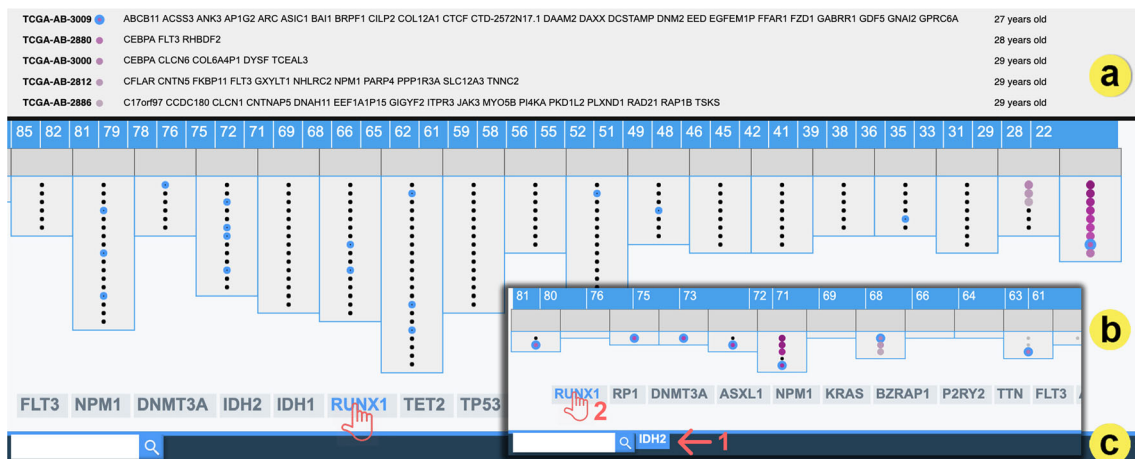 TCGA-AB-3009 ABCB11 ACSS3 ANK3 AP1G2 ARC ASIC1 BAI1 BRPF1 CILP2 COL12A1 CTCF CTD-2572N17.1 DAAM2 DAXX DCSTAMP DNM2 EED EGFEM1P FFAR1 FZD1 GABRR1 GDF5 GNAI2 GPRC6A 27 years old
TCGA-AB-2880 CEBPA FLT3 RHBDF2 28 years old
TCGA-AB-3000 CEBPA CLCN6 COL6A4P1 DYSF TCEAL3 29 years old
TCGA-AB-2812 CFLAR CNTN5 FKBP11 FLT3 GXYLT1 NHLRC2 NPM1 PARP4 PPP1R3A SLC12A3 TNNC2 29 years old
TCGA-AB-2886 C17orf97 CCDC180 CLCN1 CNTNAP5 DNAH11 EEF1A1P15 GIGYF2 ITPR3 JAK3 MYO5B PI4KA PKD1L2 PLXND1 RAD21 RAP1B TSKS 29 years old
a
85 82 81 79 78 76 73 72 71 69 68 67 66 65 63 62 61 59 58 56 55 52 51 49 48 46 45 42 41 39 38 36 35 33 31 29 28 22
81 80 76 75 73 72 71 69 68 66 64 63 61
b
RUNX1 RP1 DNMT3A ASXL1 NPM1 KRAS BZRAP1 P2RY2 TTN FLT3
2
FLT3 NPM1 DNMT3A IDH2 IDH1 RUNX1 TET2 TP53
IDH2 1
c